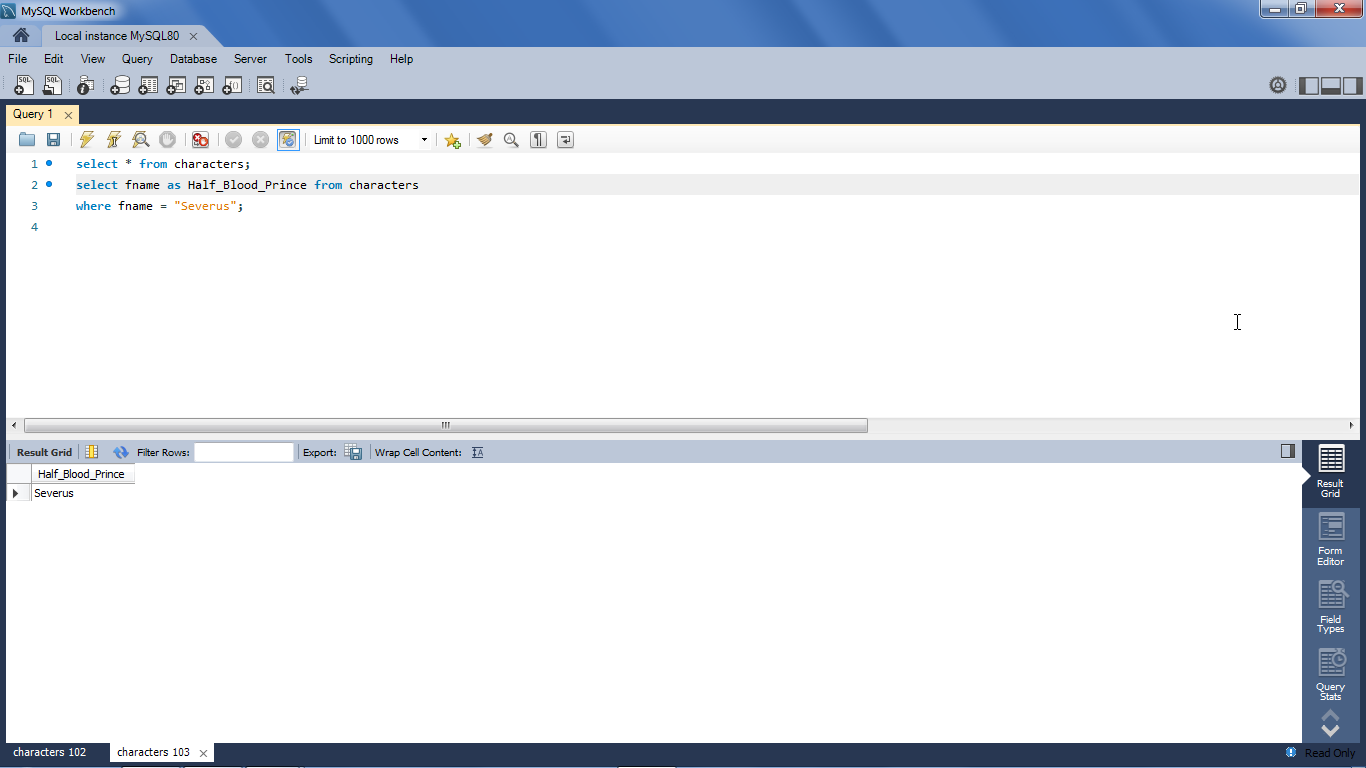 MySQL Workbench
Local instance MySQL80
File Edit View Query Database Server Tools Scripting Help
Query 1
Limit to 1000 rows
1 select * from characters;
2 select fname as Half_Blood_Prince from characters
3 where fname = "Severus";
4
Result Grid Filter Rows: Export: Wrap Cell Content:
Half_Blood_Prince
Severus
Result
Grid
Form
Editor
Field
Types
Query
Stats
characters 102 characters 103 Read Only